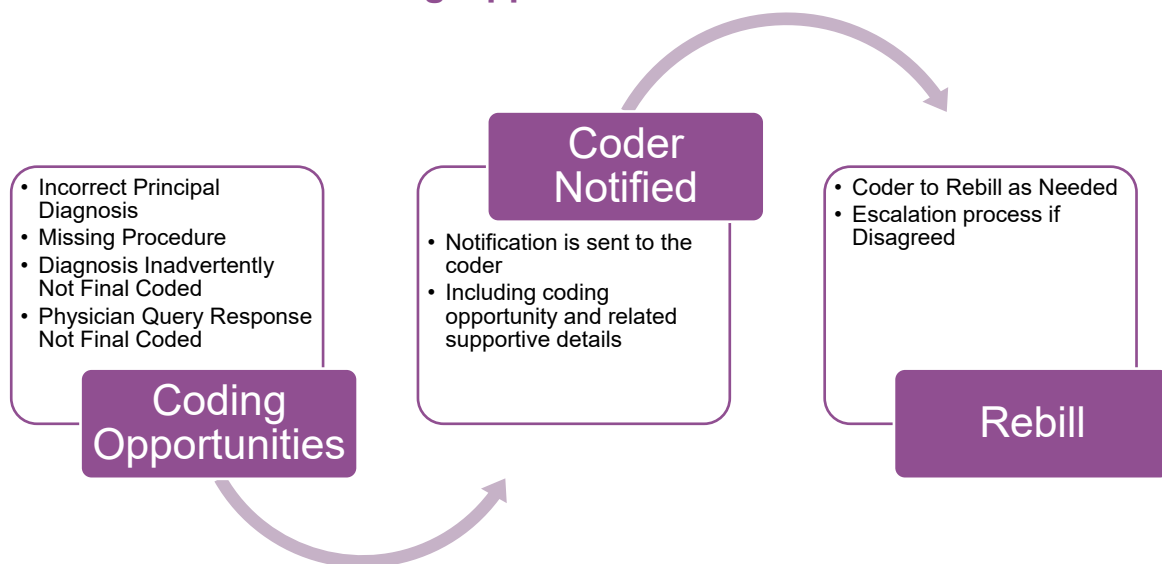 • Incorrect Principal
Diagnosis
• Missing Procedure
• Diagnosis Inadvertently
Not Final Coded
• Physician Query Response
Not Final Coded
Coding
Opportunities
Coder
Notified
• Notification is sent to the
coder
• Including coding
opportunity and related
supportive details
• Coder to Rebill as Needed
• Escalation process if
Disagreed
Rebill